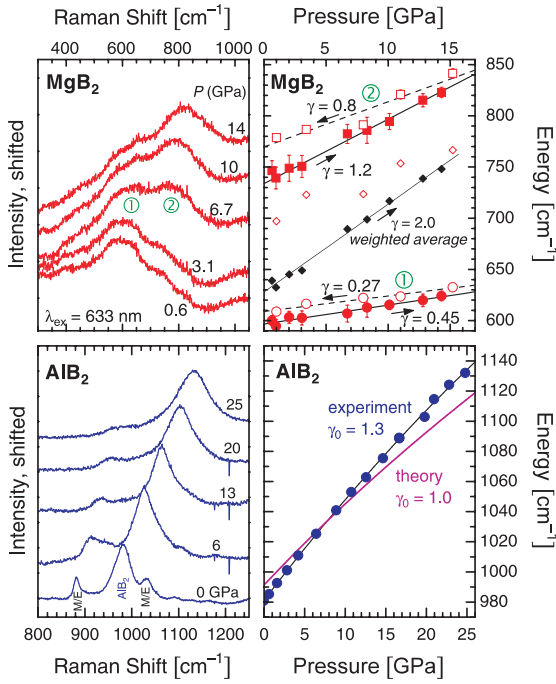 Raman Shift [cm⁻¹]
400 600 800 1000
MgB₂
P (GPa)
14
10
6.7
① ②
3.1
0.6
λex = 633 nm
Intensity, shifted
Pressure [GPa]
0 5 10 15
MgB₂
②
γ = 0.8
γ = 1.2
γ = 2.0
weighted average
①
γ = 0.27
γ = 0.45
850
800
750
700
650
600
Energy [cm⁻¹]
AlB₂
25
20
13
6
0 GPa
M/E
AlB₂
M/E
Intensity, shifted
800 900 1000 1100 1200
Raman Shift [cm⁻¹]
AlB₂
experiment
γ₀ = 1.3
theory
γ₀ = 1.0
1140
1120
1100
1080
1060
1040
1020
1000
980
Energy [cm⁻¹]
0 5 10 15 20 25
Pressure [GPa]